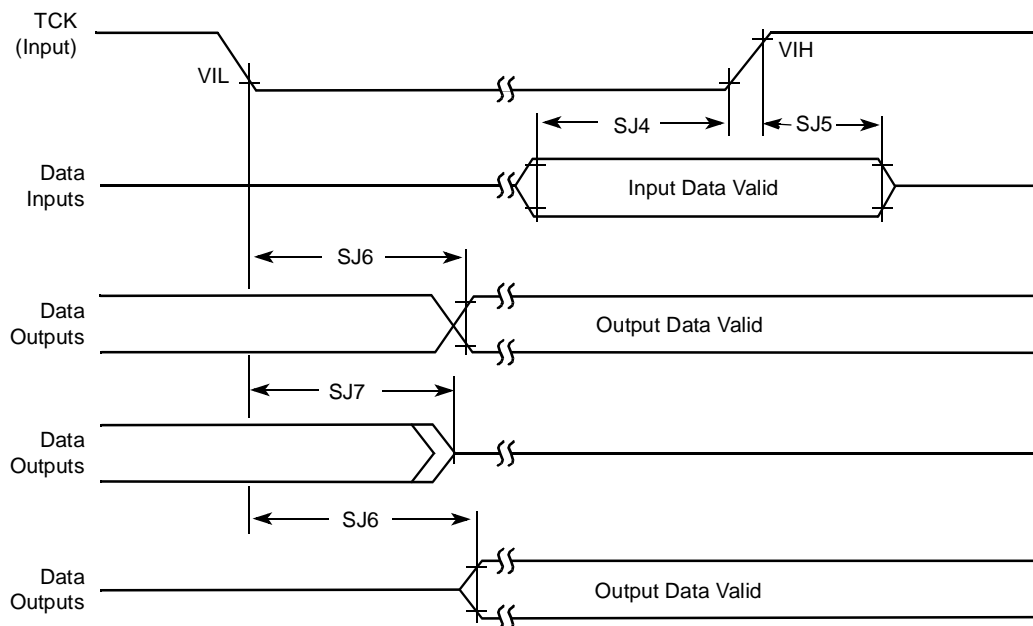 TCK
(Input)
VIL
VIH
SJ4
SJ5
Data
Inputs
Input Data Valid
SJ6
Data
Outputs
Output Data Valid
SJ7
Data
Outputs
SJ6
Data
Outputs
Output Data Valid